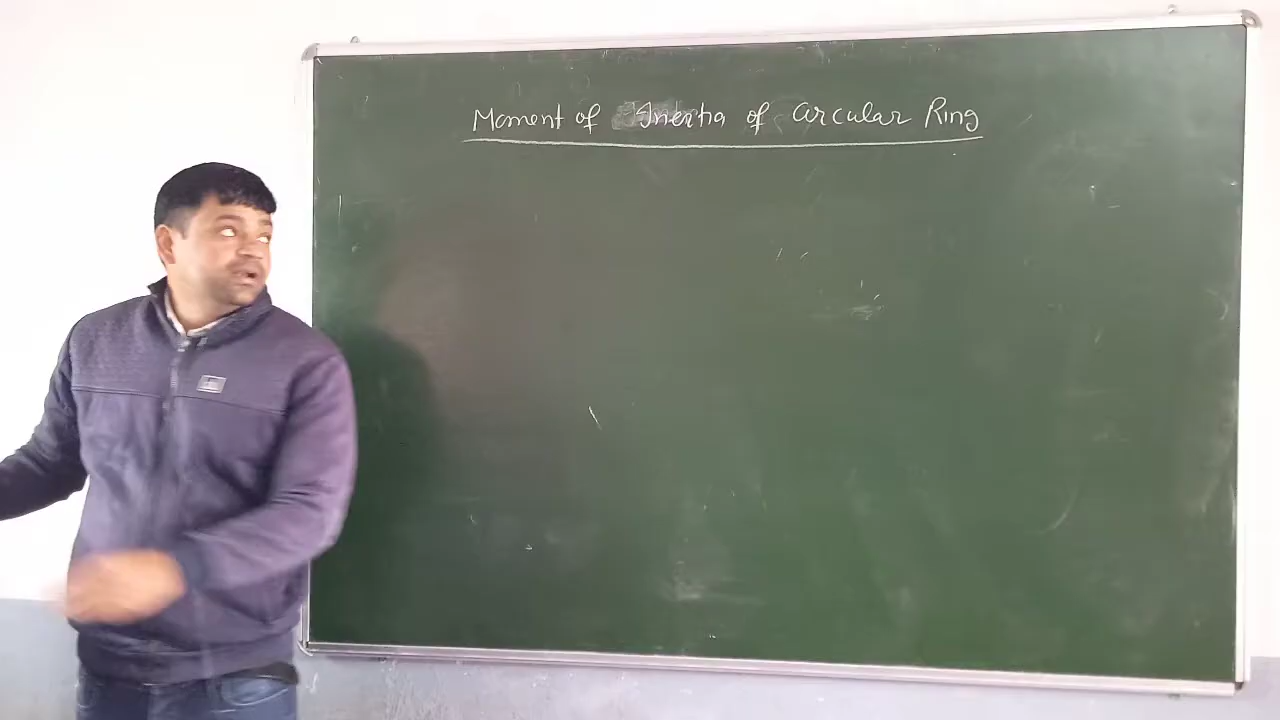 Moment of Inertia of circular Ring